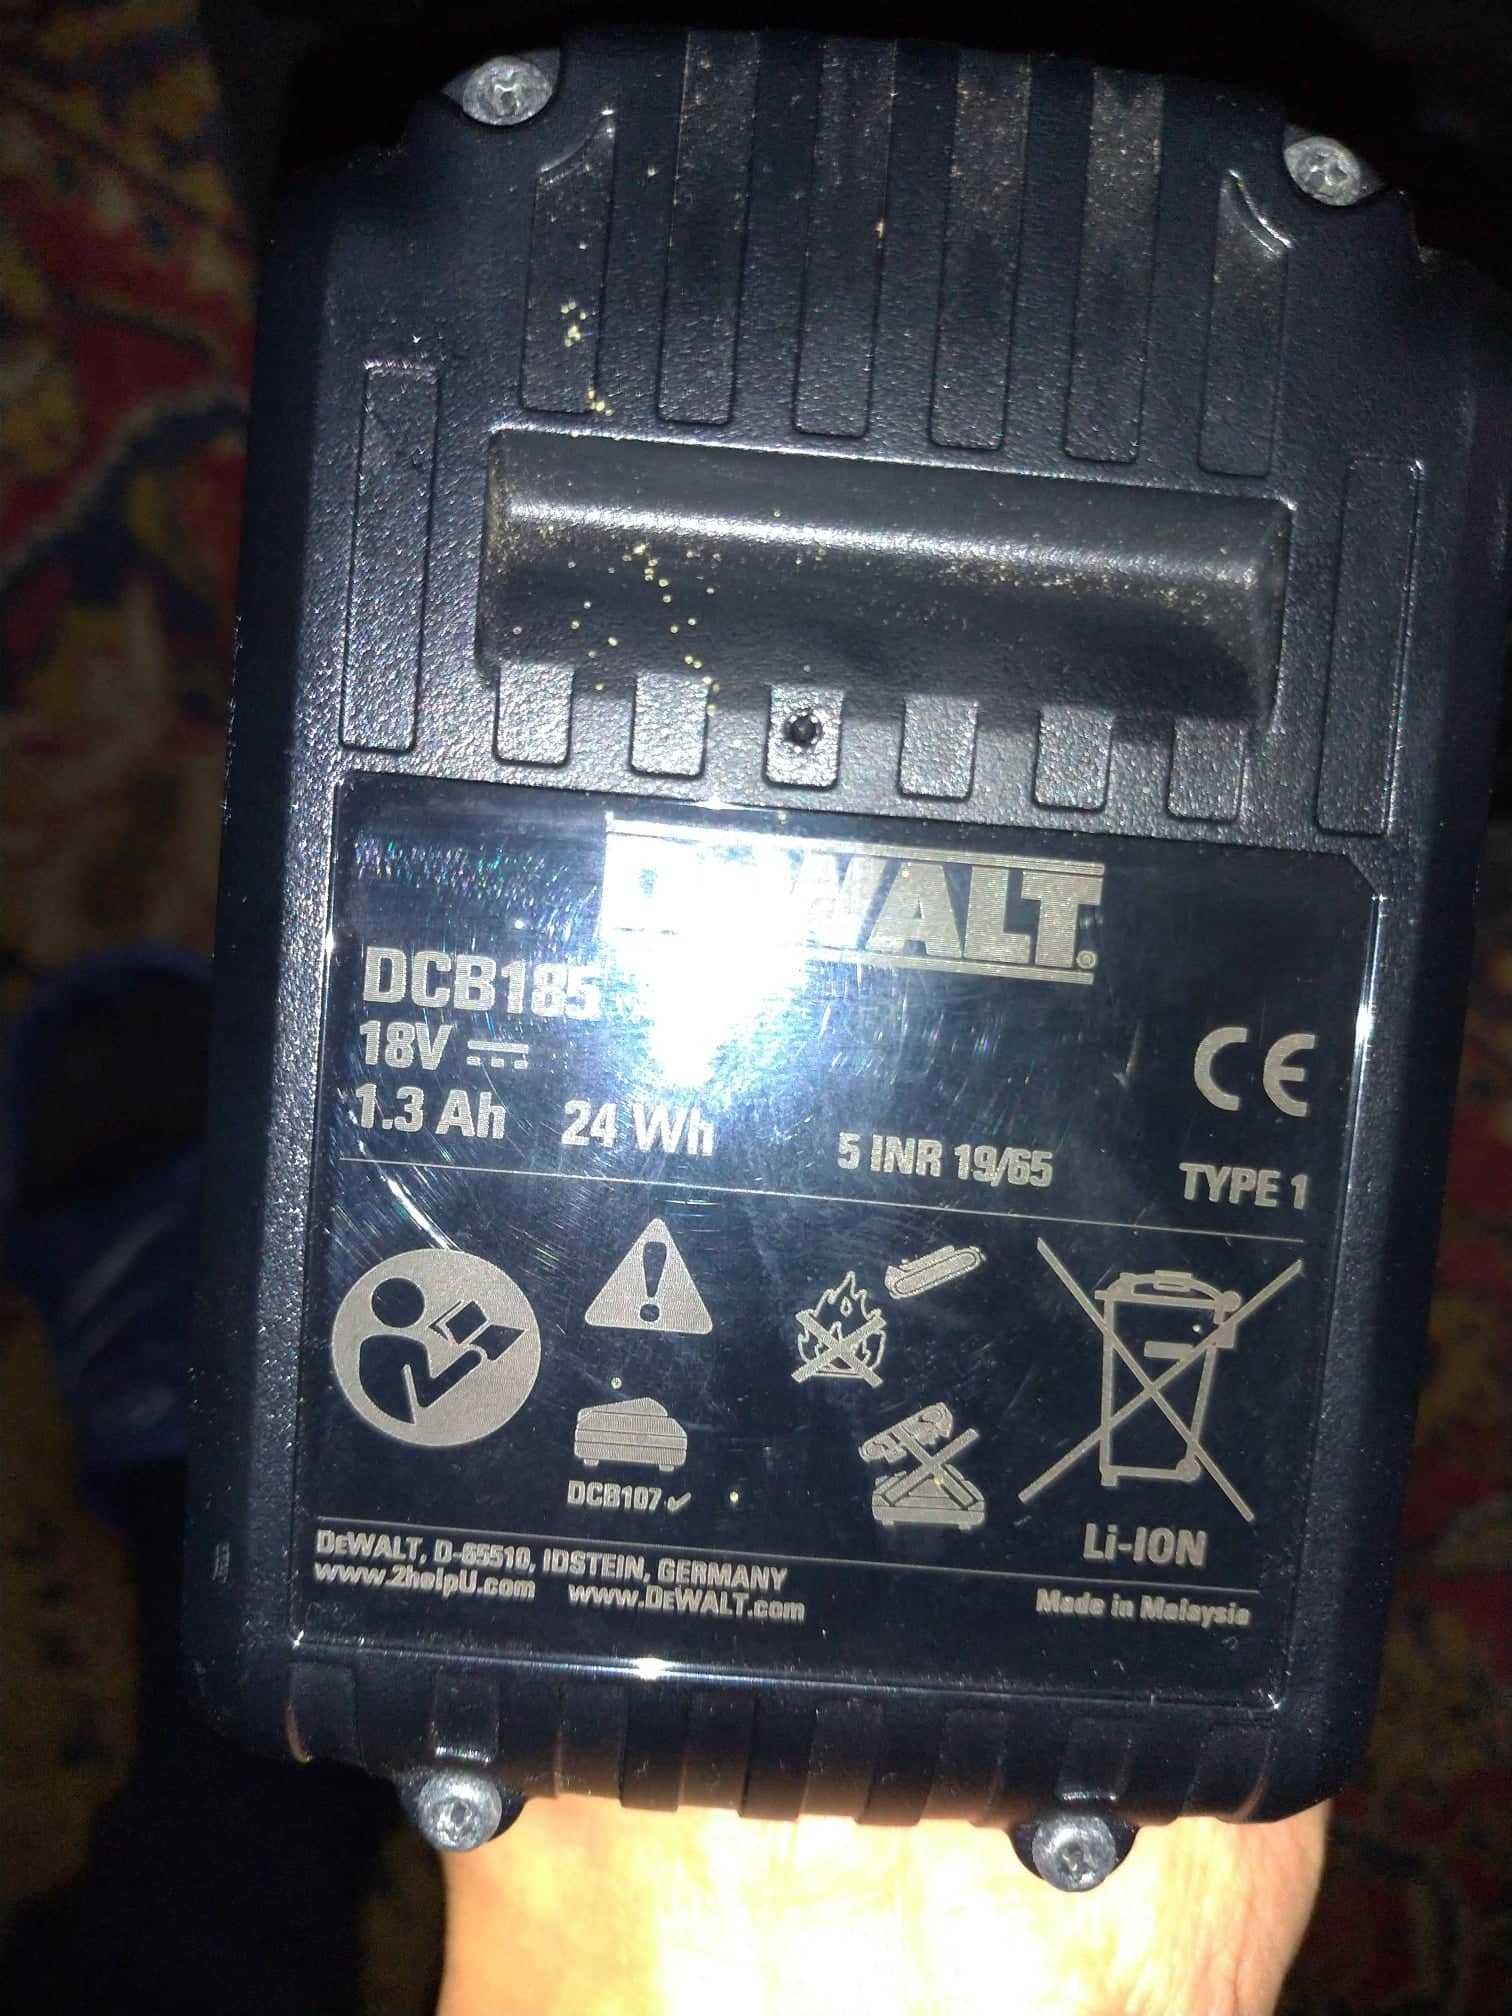 DEWALT®
DCB185
18V
1.3 Ah 24 Wh 5 INR 19/65 TYPE 1
CE
DCB107
Li-ION
DEWALT, D-65510, IDSTEIN, GERMANY
www.2helpU.com www.DEWALT.com
Made in Malaysia